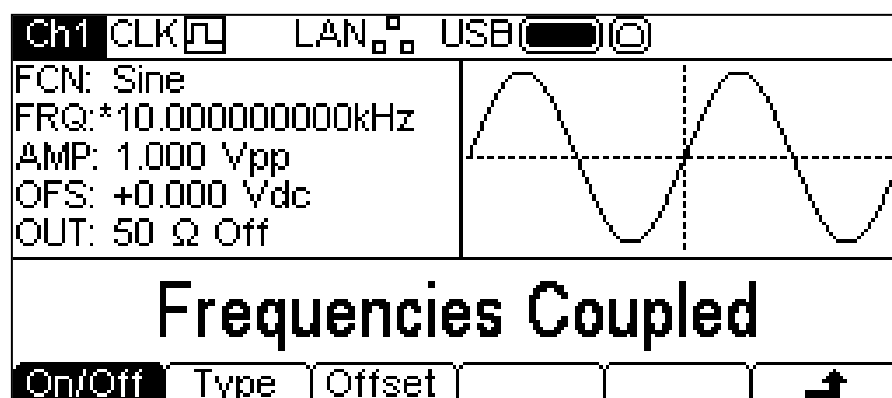 Ch1 CLK LAN USB
FCN: Sine
FRQ:*10.000000000kHz
AMP: 1.000 Vpp
OFS: +0.000 Vdc
OUT: 50 Ω Off
Frequencies Coupled
On/Off Type Offset